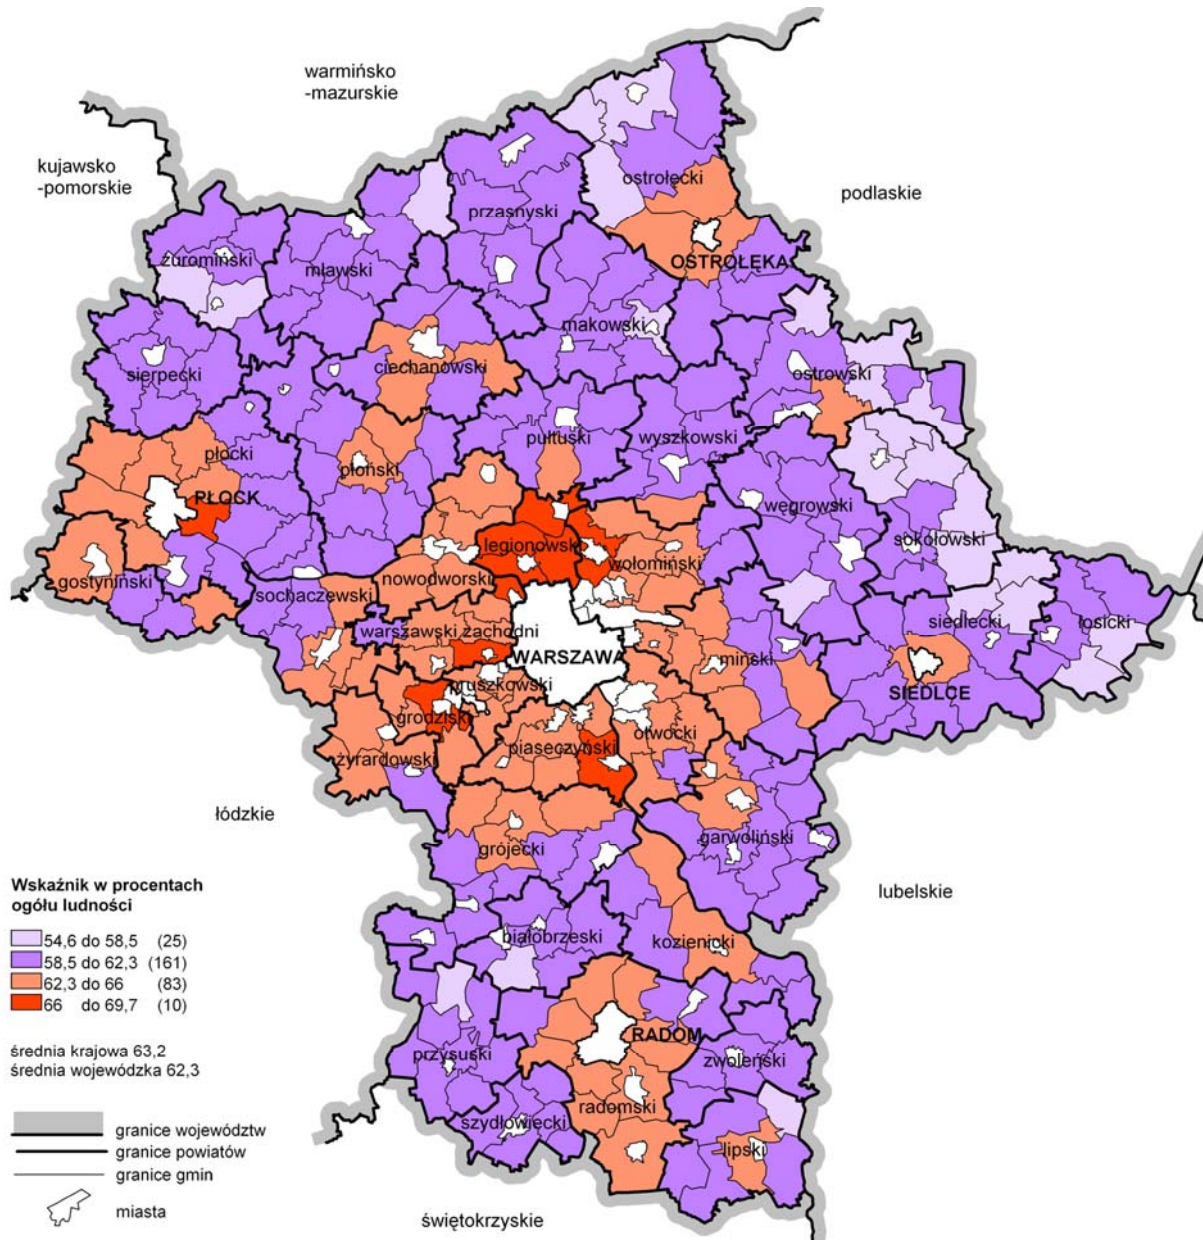 warmińsko
-mazurskie
kujawsko
-pomorskie
podlaskie
ostrołęcki
przasnyski
OSTROŁĘKA
żuromiński
mławski
makowski
sierpecki
ciechanowski
ostrowski
płocki
płoński
pułtuski
wyszkowski
PŁOCK
węgrowski
sokołowski
legionowski
wołomiński
gostyniński
nowodworski
sochaczewski
siedlecki
łosicki
warszawski zachodni
WARSZAWA
miński
pruszkowski
SIEDLCE
grodziski
piaseczyński
otwocki
żyrardowski
łódzkie
garwoliński
grójecki
lubelskie
białobrzeski
kozienicki
RADOM
przysuski
zwoleński
radomski
szydłowiecki
lipski
świętokrzyskie
Wskaźnik w procentach
ogółu ludności
54,6 do 58,5 (25)
58,5 do 62,3 (161)
62,3 do 66 (83)
66 do 69,7 (10)
średnia krajowa 63,2
średnia wojewódzka 62,3
granice województw
granice powiatów
granice gmin
miasta